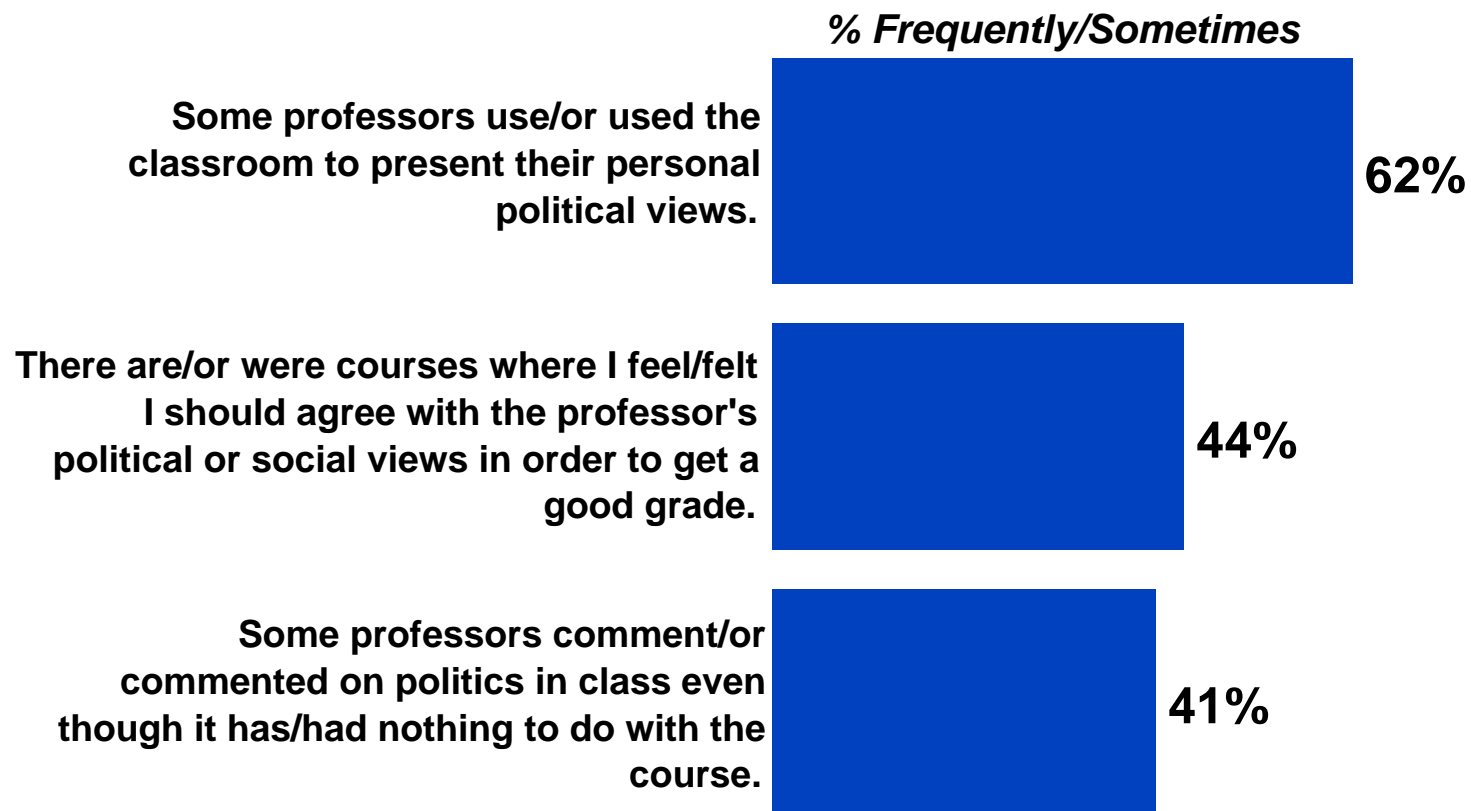 % Frequently/Sometimes
Some professors use/or used the
classroom to present their personal
political views.
62%
There are/or were courses where I feel/felt
I should agree with the professor's
political or social views in order to get a
good grade.
44%
Some professors comment/or
commented on politics in class even
though it has/had nothing to do with the
course.
41%